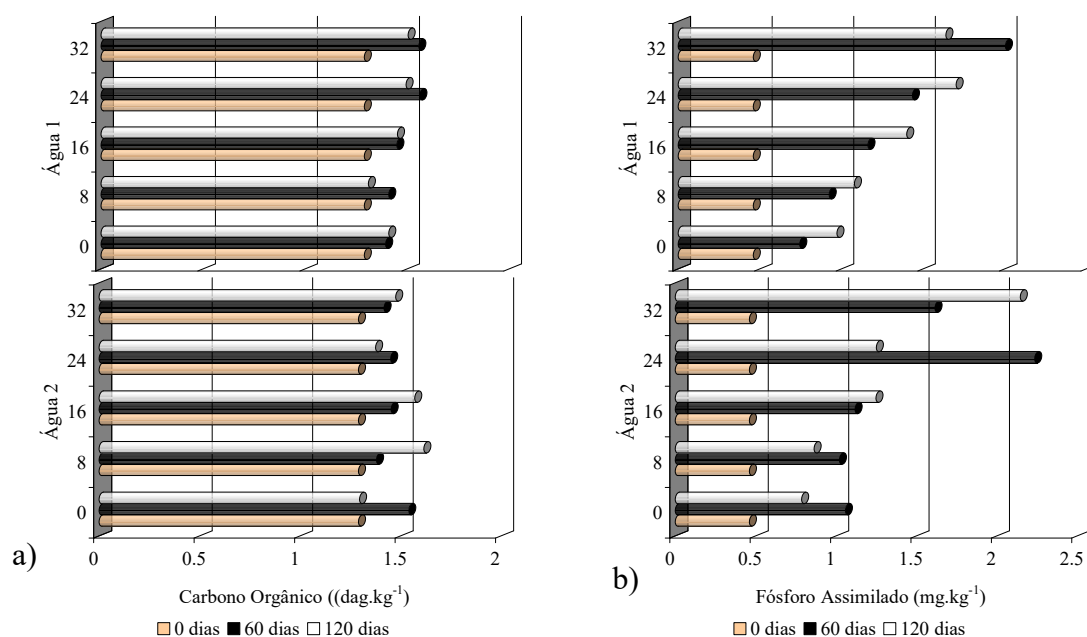 32
24
16
8
0
Água 1
32
24
16
8
0
Água 2
0 0.5 1 1.5 2
a)
Carbono Orgânico ((dag.kg⁻¹)
0 dias 60 dias 120 dias
32
24
16
8
0
Água 1
32
24
16
8
0
Água 2
0 0.5 1 1.5 2 2.5
b)
Fósforo Assimilado (mg.kg⁻¹)
0 dias 60 dias 120 dias